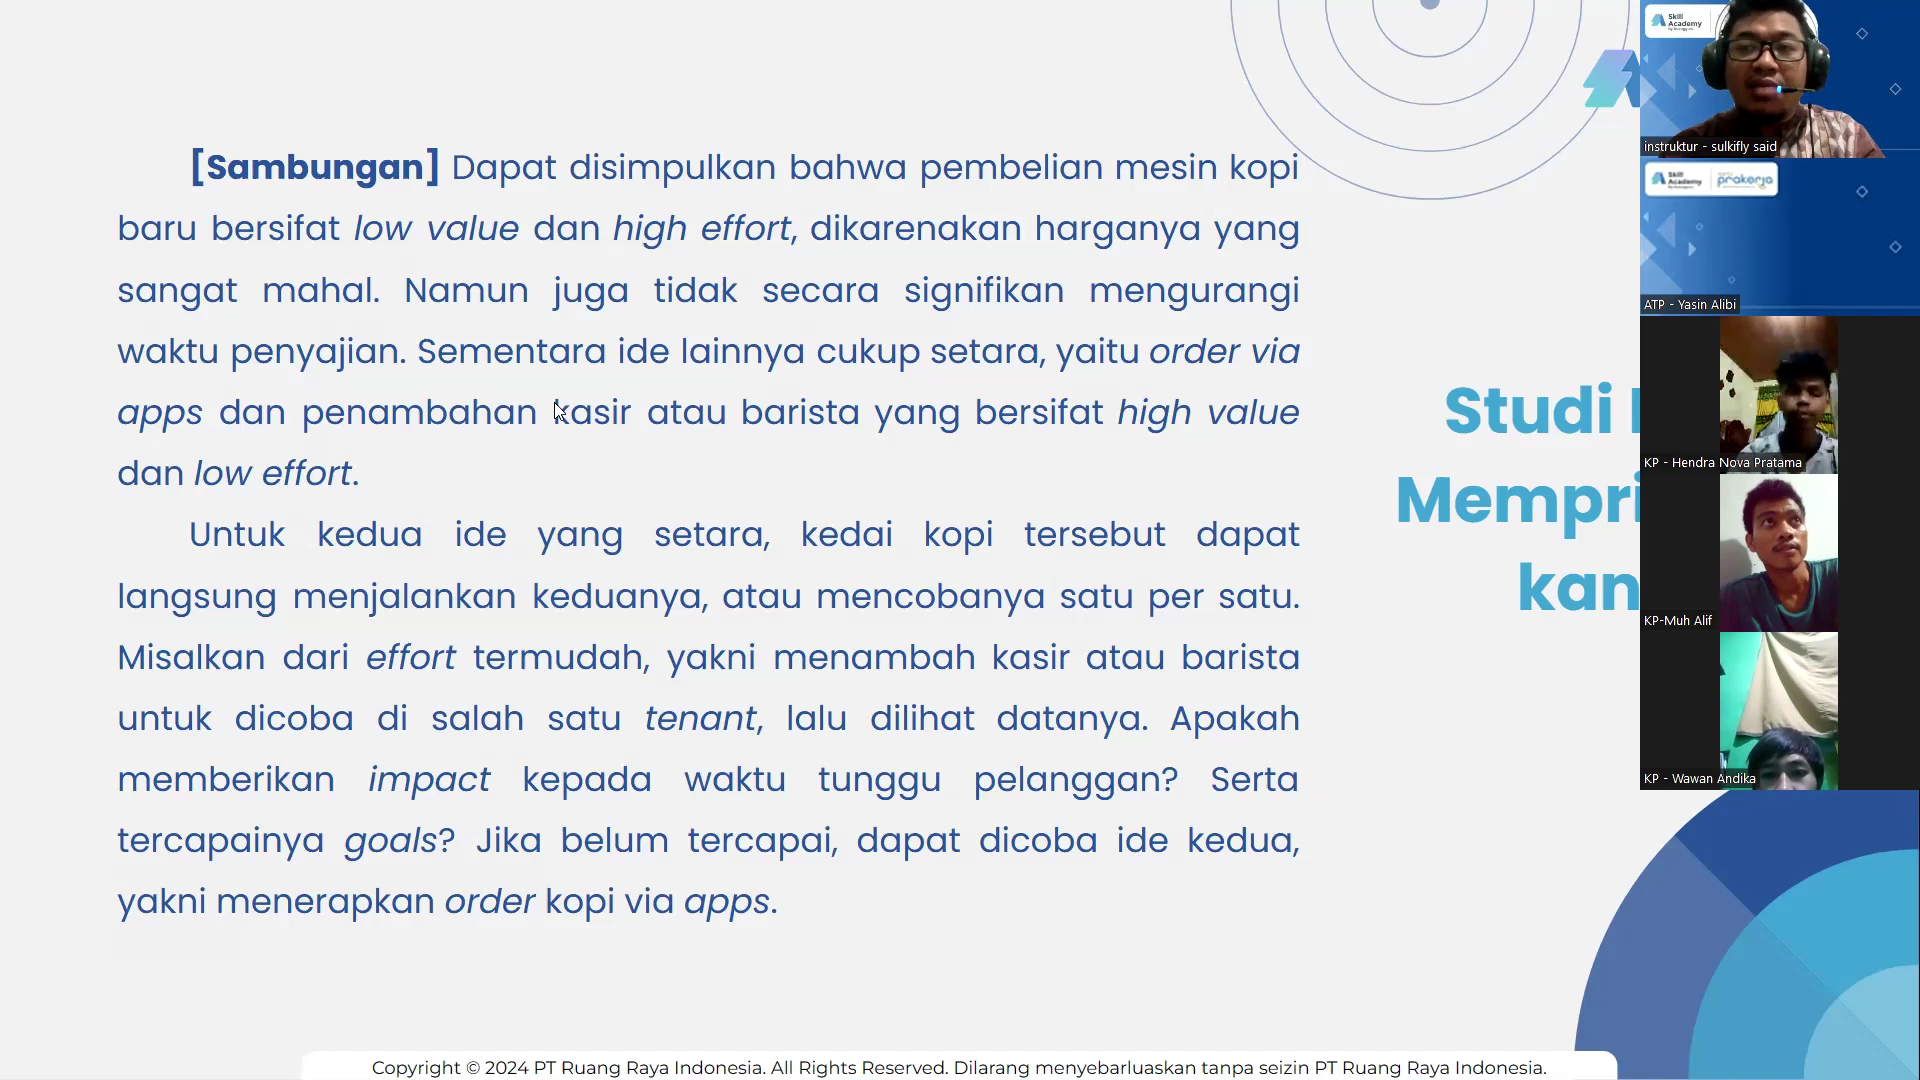 [Sambungan] Dapat disimpulkan bahwa pembelian mesin kopi
baru bersifat low value dan high effort, dikarenakan harganya yang
sangat mahal. Namun juga tidak secara signifikan mengurangi
waktu penyajian. Sementara ide lainnya cukup setara, yaitu order via
apps dan penambahan kasir atau barista yang bersifat high value
dan low effort.
Untuk kedua ide yang setara, kedai kopi tersebut dapat
langsung menjalankan keduanya, atau mencobanya satu per satu.
Misalkan dari effort termudah, yakni menambah kasir atau barista
untuk dicoba di salah satu tenant, lalu dilihat datanya. Apakah
memberikan impact kepada waktu tunggu pelanggan? Serta
tercapainya goals? Jika belum tercapai, dapat dicoba ide kedua,
yakni menerapkan order kopi via apps.
Studi
Mempri
kan
Skill
Academy
instruktur - sulkifly said
Skill
Academy
prakerja
ATP - Yasin Alibi
KP - Hendra Nova Pratama
KP-Muh Alif
KP - Wawan Andika
Copyright © 2024 PT Ruang Raya Indonesia. All Rights Reserved. Dilarang menyebarluaskan tanpa seizin PT Ruang Raya Indonesia.